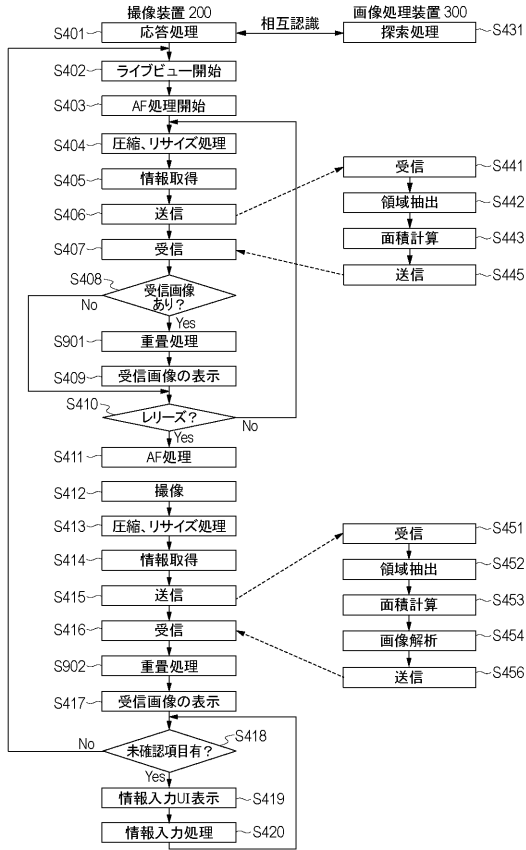 撮像装置 200
画像処理装置 300
S401
応答処理
相互認識
探索処理
S431
S402
ライブビュー開始
S403
AF処理開始
S404
圧縮、リサイズ処理
S405
情報取得
S406
送信
S407
受信
S441
受信
S442
領域抽出
S443
面積計算
S445
送信
S408
受信画像
あり?
No
Yes
S901
重畳処理
S409
受信画像の表示
S410
レリーズ?
No
Yes
S411
AF処理
S412
撮像
S413
圧縮、リサイズ処理
S414
情報取得
S415
送信
S416
受信
S451
受信
S452
領域抽出
S453
面積計算
S454
画像解析
S456
送信
S902
重畳処理
S417
受信画像の表示
S418
未確認項目有?
No
Yes
情報入力UI表示
S419
情報入力処理
S420